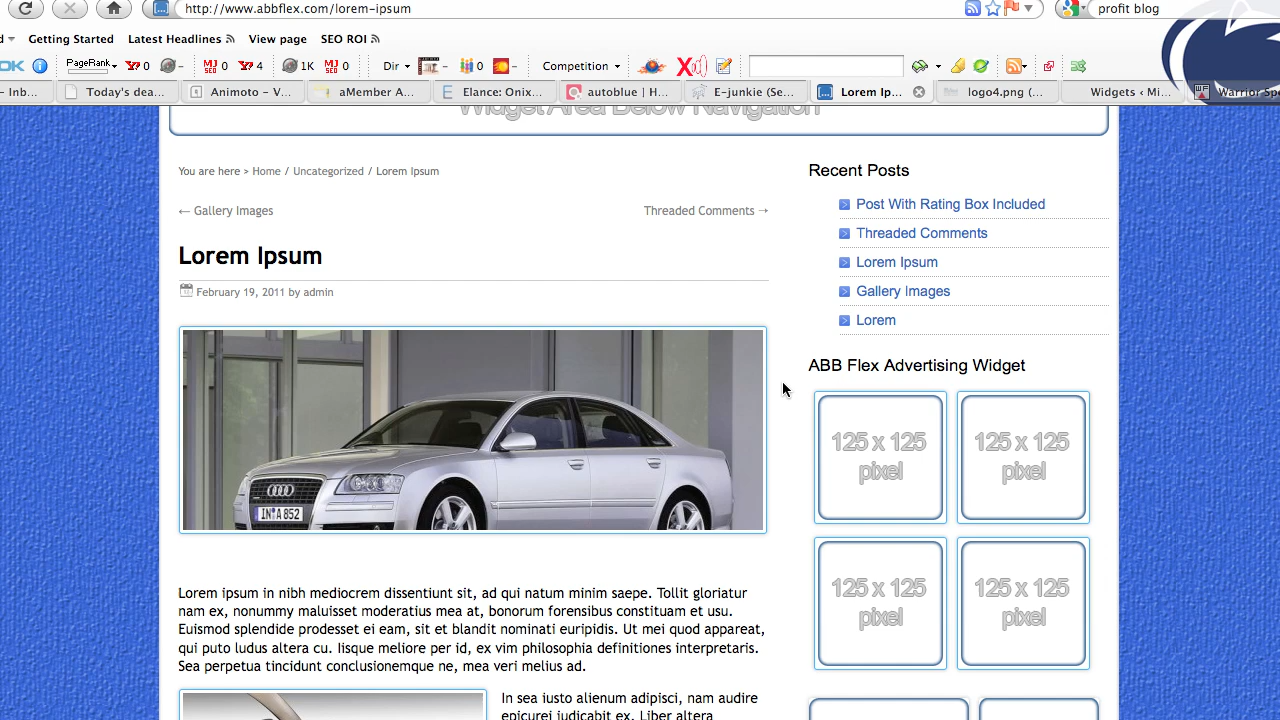 http://www.abbflex.com/lorem-ipsum
profit blog
Getting Started Latest Headlines View page SEO ROI
PageRank 0 0 4 1K 0 Dir 0 Competition
Inb... Today's dea... Animoto – V... aMember A... Elance: Onix... autoblue | H... E-junkie (Se... Lorem Ip... logo4.png (... Widgets ‹ Mi... Warrior Spe
Widget Area Below Navigation
You are here > Home / Uncategorized / Lorem Ipsum
← Gallery Images
Threaded Comments →
Lorem Ipsum
February 19, 2011 by admin
IN A 852
Lorem ipsum in nibh mediocrem dissentiunt sit, ad qui natum minim saepe. Tollit gloriatur
nam ex, nonummy maluisset moderatius mea at, bonorum forensibus constituam et usu.
Euismod splendide prodesset ei eam, sit et blandit nominati euripidis. Ut mei quod appareat,
qui puto ludus altera cu. Iisque meliore per id, ex vim philosophia definitiones interpretaris.
Sea perpetua tincidunt conclusionemque ne, mea veri melius ad.
In sea iusto alienum adipisci, nam audire
epicurei iudicabit ex. Liber altera
Recent Posts
Post With Rating Box Included
Threaded Comments
Lorem Ipsum
Gallery Images
Lorem
ABB Flex Advertising Widget
125 x 125
pixel
125 x 125
pixel
125 x 125
pixel
125 x 125
pixel